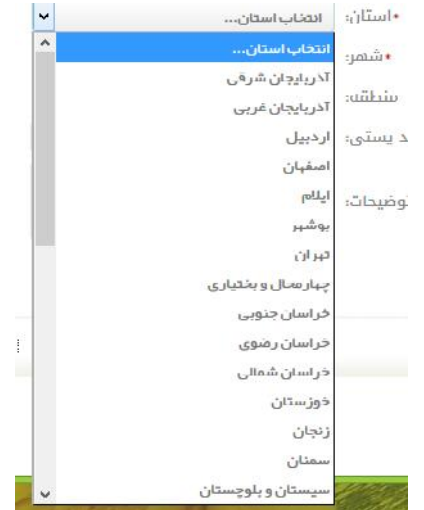 •استان:
انتخاب استان...
انتخاب استان...
•شهر:
آذربایجان شرقی
منطقه:
آذربایجان غربی
د پستی:
اردبیل
اصفهان
ایلام
توضیحات:
بوشهر
تهران
چهارمحال و بختیاری
خراسان جنوبی
خراسان رضوی
خراسان شمالی
خوزستان
زنجان
سمنان
سیستان و بلوچستان